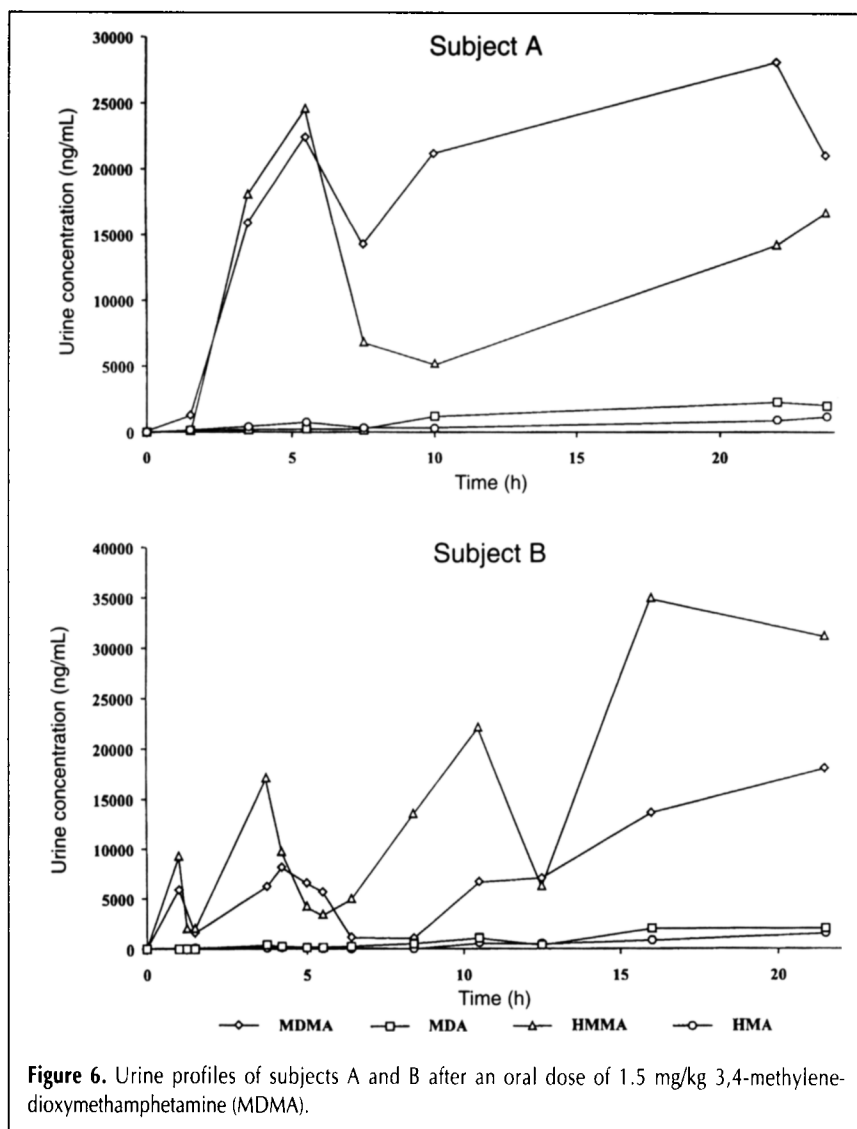 Subject A
30000
25000
20000
15000
10000
5000
0
Urine concentration (ng/mL)
0 5 10 15 20
Time (h)
Subject B
40000
35000
30000
25000
20000
15000
10000
5000
0
Urine concentration (ng/mL)
0 5 10 15 20
Time (h)
MDMA MDA HMMA HMA
Figure 6. Urine profiles of subjects A and B after an oral dose of 1.5 mg/kg 3,4-methylene-
dioxymethamphetamine (MDMA).